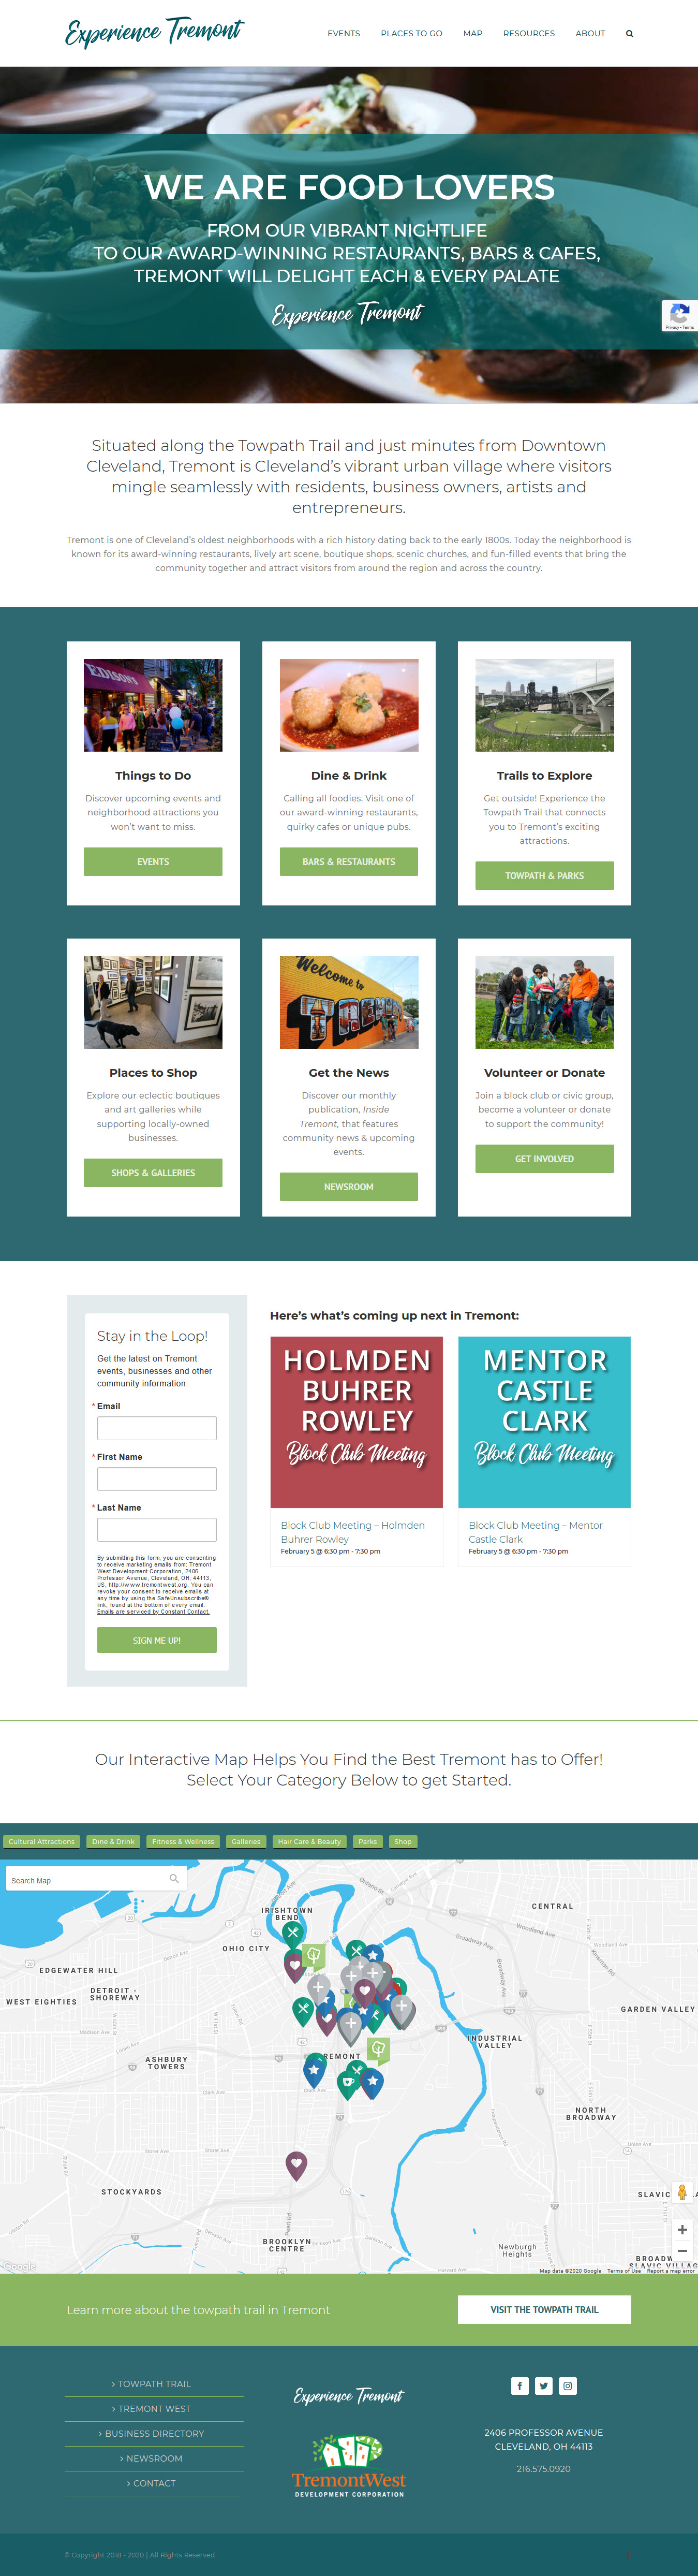 Experience Tremont
EVENTS
PLACES TO GO
MAP
RESOURCES
ABOUT
WE ARE FOOD LOVERS
FROM OUR VIBRANT NIGHTLIFE
TO OUR AWARD-WINNING RESTAURANTS, BARS & CAFES,
TREMONT WILL DELIGHT EACH & EVERY PALATE
Experience Tremont
Privacy - Terms
Situated along the Towpath Trail and just minutes from Downtown
Cleveland, Tremont is Cleveland's vibrant urban village where visitors
mingle seamlessly with residents, business owners, artists and
entrepreneurs.
Tremont is one of Cleveland's oldest neighborhoods with a rich history dating back to the early 1800s. Today the neighborhood is
known for its award-winning restaurants, lively art scene, boutique shops, scenic churches, and fun-filled events that bring the
community together and attract visitors from around the region and across the country.
EDISON'S
Things to Do
Discover upcoming events and
neighborhood attractions you
won't want to miss.
EVENTS
Dine & Drink
Calling all foodies. Visit one of
our award-winning restaurants,
quirky cafes or unique pubs.
BARS & RESTAURANTS
Trails to Explore
Get outside! Experience the
Towpath Trail that connects
you to Tremont's exciting
attractions.
TOWPATH & PARKS
Places to Shop
Explore our eclectic boutiques
and art galleries while
supporting locally-owned
businesses.
SHOPS & GALLERIES
Welcome to
Get the News
Discover our monthly
publication, Inside
Tremont, that features
community news & upcoming
events.
NEWSROOM
Volunteer or Donate
Join a block club or civic group,
become a volunteer or donate
to support the community!
GET INVOLVED
Stay in the Loop!
Get the latest on Tremont
events, businesses and other
community information.
* Email
* First Name
* Last Name
By submitting this form, you are consenting
to receive marketing emails from: Tremont
West Development Corporation, 2406
Professor Avenue, Cleveland, OH, 44113,
US, http://www.tremontwest.org. You can
revoke your consent to receive emails at
any time by using the SafeUnsubscribe®
link, found at the bottom of every email.
Emails are serviced by Constant Contact.
SIGN ME UP!
Here's what's coming up next in Tremont:
HOLMDEN
BUHRER
ROWLEY
Block Club Meeting
Block Club Meeting – Holmden
Buhrer Rowley
February 5 @ 6:30 pm - 7:30 pm
MENTOR
CASTLE
CLARK
Block Club Meeting
Block Club Meeting – Mentor
Castle Clark
February 5 @ 6:30 pm - 7:30 pm
Our Interactive Map Helps You Find the Best Tremont has to Offer!
Select Your Category Below to get Started.
Cultural Attractions
Dine & Drink
Fitness & Wellness
Galleries
Hair Care & Beauty
Parks
Shop
Search Map
CENTRAL
IRISHTOWN
BEND
OHIO CITY
EDGEWATER HILL
DETROIT -
SHOREWAY
WEST EIGHTIES
GARDEN VALLEY
INDUSTRIAL
VALLEY
ASHBURY
TOWERS
NORTH
BROADWAY
STOCKYARDS
BROOKLYN
CENTRE
Newburgh
Heights
Google
Map data ©2020 Google
Terms of Use
Report a map error
Learn more about the towpath trail in Tremont
VISIT THE TOWPATH TRAIL
> TOWPATH TRAIL
> TREMONT WEST
> BUSINESS DIRECTORY
> NEWSROOM
> CONTACT
Experience Tremont
TremontWest
DEVELOPMENT CORPORATION
2406 PROFESSOR AVENUE
CLEVELAND, OH 44113
216.575.0920
© Copyright 2018 - 2020 | All Rights Reserved